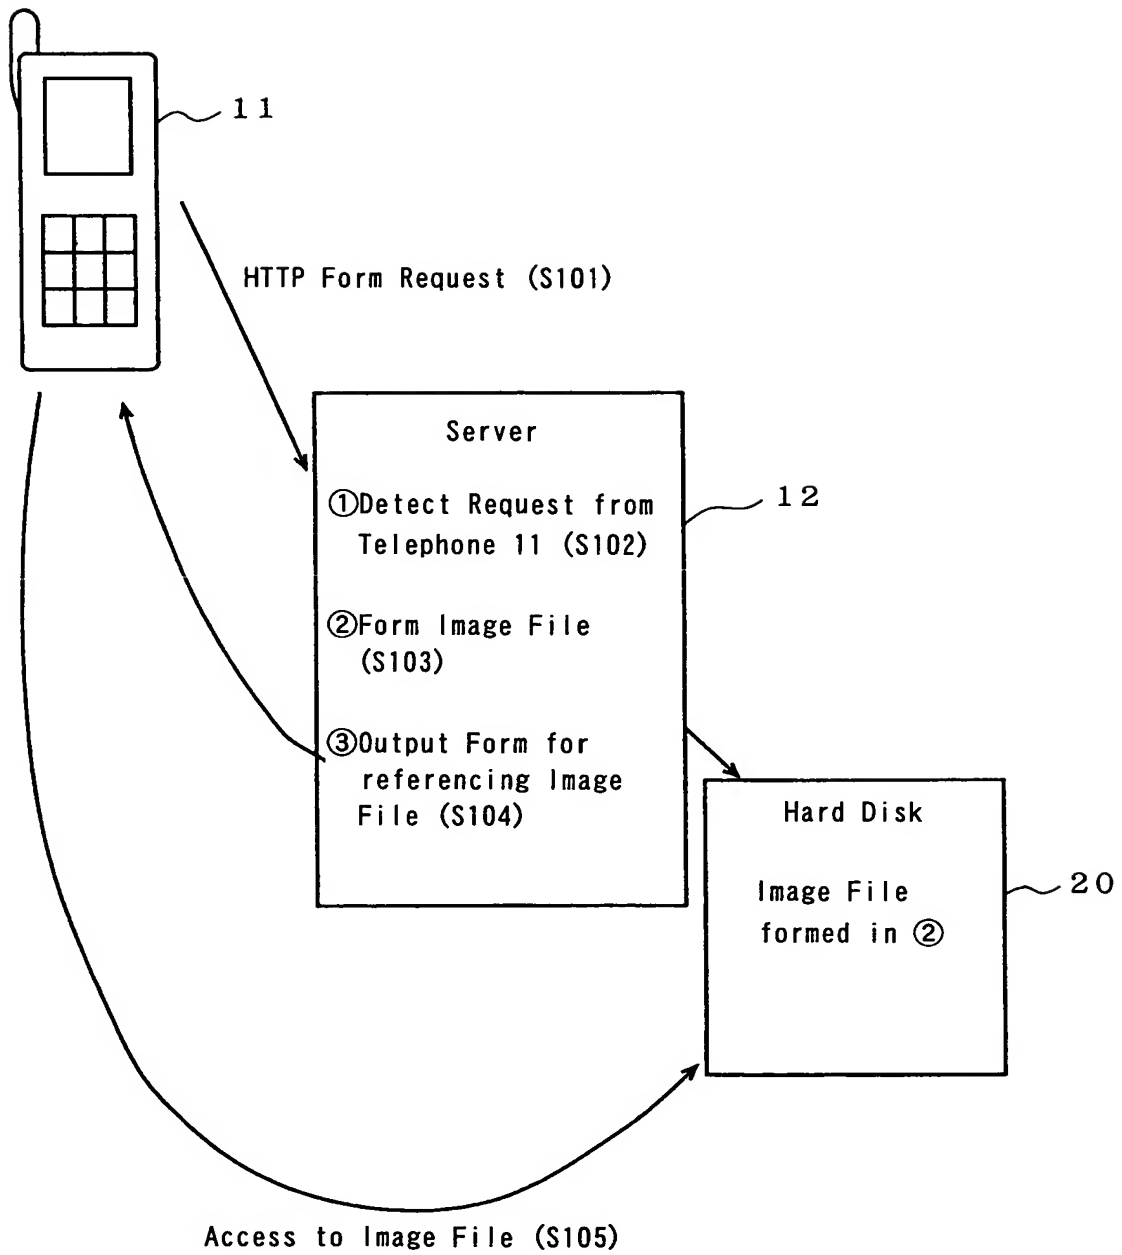 11
HTTP Form Request (S101)
Server
12
①Detect Request from
Telephone 11 (S102)
②Form Image File
(S103)
③Output Form for
referencing Image
File (S104)
Hard Disk
20
Image File
formed in ②
Access to Image File (S105)